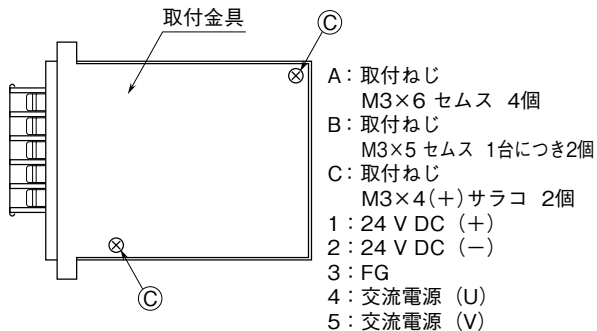 取付金具
C
A：取付ねじ
M3×6 セムス 4個
B：取付ねじ
M3×5 セムス 1台につき2個
C：取付ねじ
M3×4(＋)サラコ 2個
1：24 V DC（＋）
2：24 V DC（－）
3：FG
4：交流電源（U）
5：交流電源（V）
C